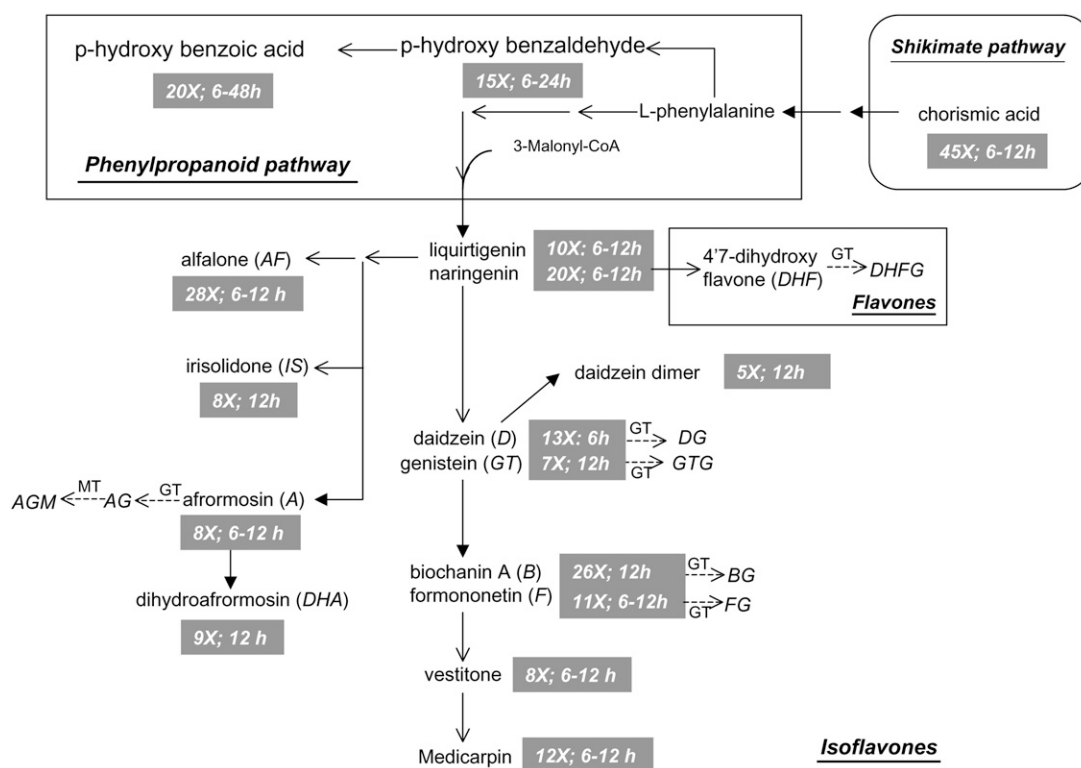 p-hydroxy benzoic acid
20X; 6-48h
p-hydroxy benzaldehyde
15X; 6-24h
Shikimate pathway
L-phenylalanine
chorismic acid
45X; 6-12h
3-Malonyl-CoA
Phenylpropanoid pathway
alfalone (AF)
28X; 6-12 h
liquirtigenin
naringenin
10X: 6-12h
20X; 6-12h
4'7-dihydroxy
flavone (DHF)
GT
DHFG
Flavones
irisolidone (IS)
8X; 12h
daidzein dimer
5X; 12h
daidzein (D)
genistein (GT)
13X: 6h
7X; 12h
GT
DG
GT
GTG
AGM
MT
AG
GT
afrormosin (A)
8X; 6-12 h
dihydroafrormosin (DHA)
9X; 12 h
biochanin A (B)
formononetin (F)
26X; 12h
11X; 6-12h
GT
BG
GT
FG
vestitone
8X; 6-12 h
Medicarpin
12X; 6-12 h
Isoflavones